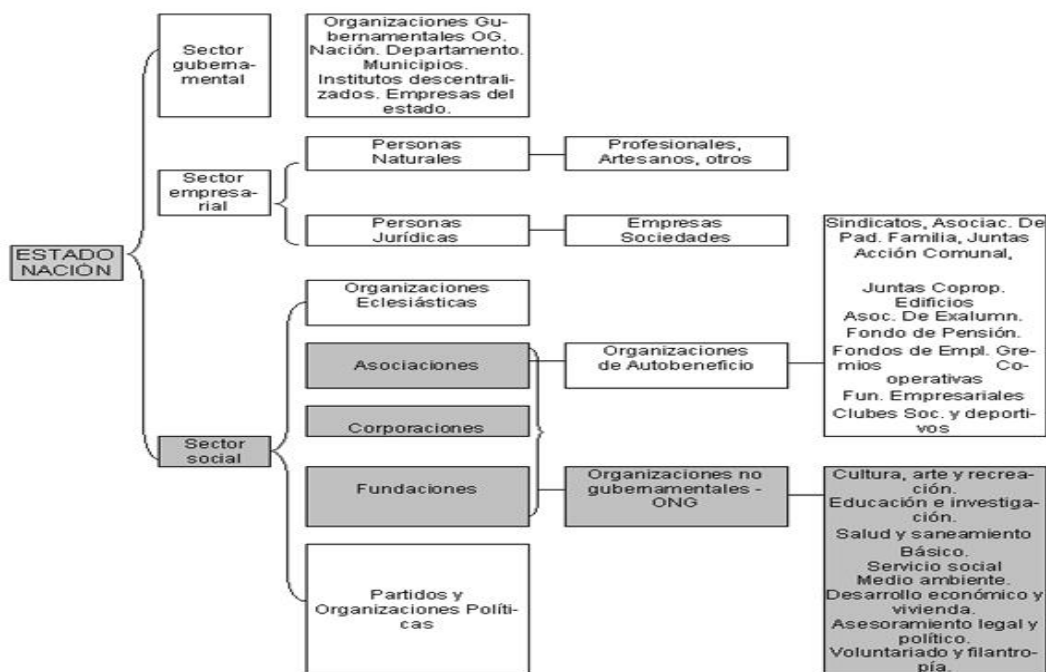 ESTADO
NACIÓN
Sector
guberna-
mental
Organizaciones Gu-
bernamentales OG.
Nación. Departamento.
Municipios.
Institutos descentrali-
zados. Empresas del
estado.
Sector
empresa-
rial
Personas
Naturales
Profesionales,
Artesanos, otros
Personas
Jurídicas
Empresas
Sociedades
Sector
social
Organizaciones
Eclesiásticas
Asociaciones
Corporaciones
Fundaciones
Partidos y
Organizaciones Políti-
cas
Organizaciones
de Autobeneficio
Sindicatos, Asociac. De
Pad. Familia, Juntas
Acción Comunal,
Juntas Coprop.
Edificios
Asoc. De Exalumn.
Fondo de Pensión.
Fondos de Empl. Gre-
mios Co-
operativas
Fun. Empresariales
Clubes Soc. y deporti-
vos
Organizaciones no
gubernamentales -
ONG
Cultura, arte y recrea-
ción.
Educación e investiga-
ción.
Salud y saneamiento
Básico.
Servicio social
Medio ambiente.
Desarrollo económico y
vivienda.
Asesoramiento legal y
político.
Voluntariado y filantro-
pía.